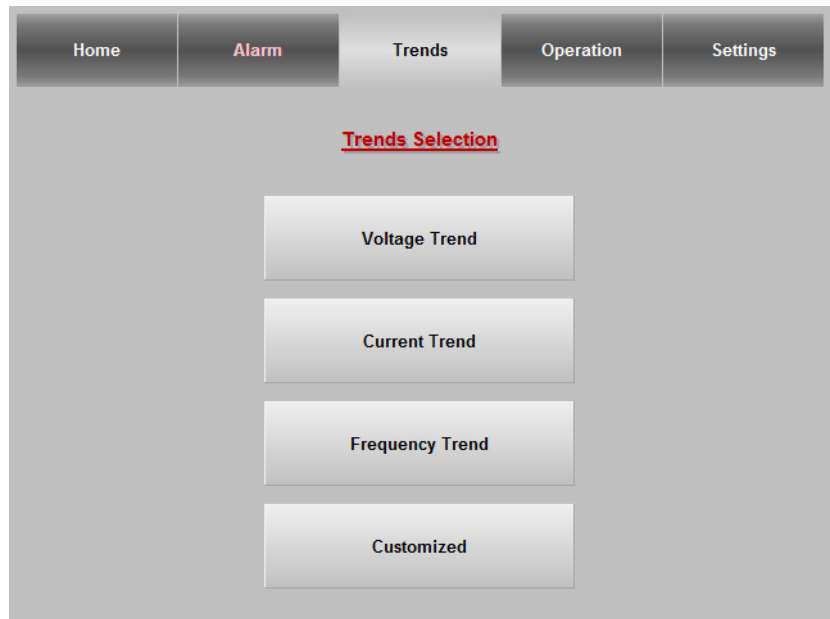 Home Alarm Trends Operation Settings
Trends Selection
Voltage Trend
Current Trend
Frequency Trend
Customized